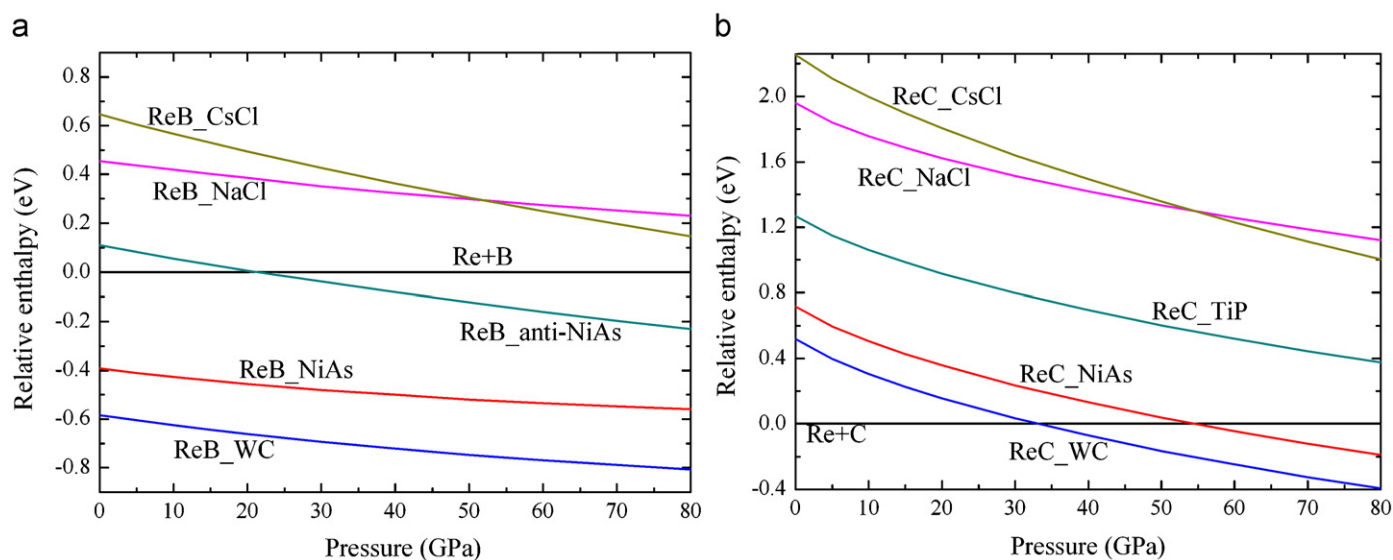 a
Relative enthalpy (eV)
0.8
0.6
0.4
0.2
0.0
-0.2
-0.4
-0.6
-0.8
ReB_CsCl
ReB_NaCl
Re+B
ReB_anti-NiAs
ReB_NiAs
ReB_WC
0 10 20 30 40 50 60 70 80
Pressure (GPa)
b
Relative enthalpy (eV)
2.0
1.6
1.2
0.8
0.4
0.0
-0.4
ReC_CsCl
ReC_NaCl
ReC_TiP
ReC_NiAs
Re+C
ReC_WC
0 10 20 30 40 50 60 70 80
Pressure (GPa)